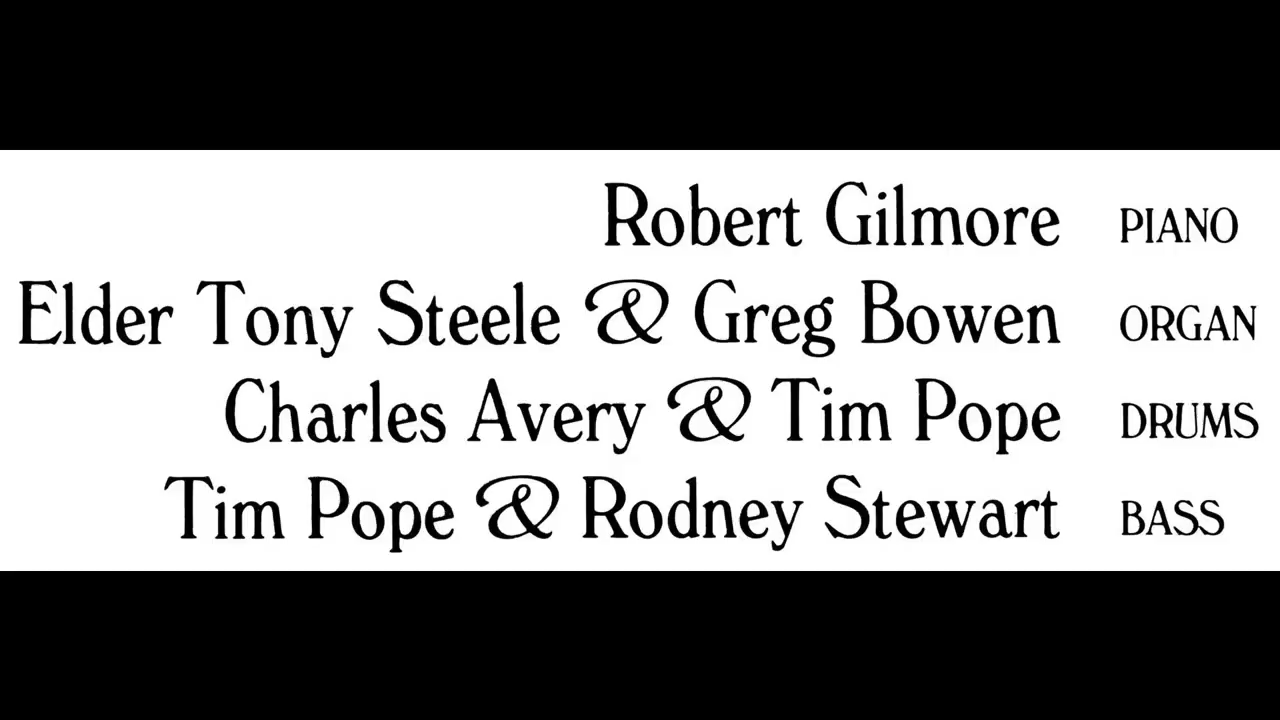 Robert Gilmore PIANO
Elder Tony Steele & Greg Bowen ORGAN
Charles Avery & Tim Pope DRUMS
Tim Pope & Rodney Stewart BASS